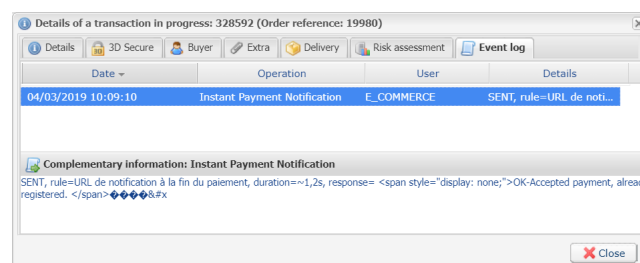 Details of a transaction in progress: 328592 (Order reference: 19980)
Details 3D Secure Buyer Extra Delivery Risk assessment Event log
Date Operation User Details
04/03/2019 10:09:10 Instant Payment Notification E_COMMERCE SENT, rule=URL de noti...
Complementary information: Instant Payment Notification
SENT, rule=URL de notification à la fin du paiement, duration=~1,2s, response= <span style="display: none;">OK-Accepted payment, alrea
registered. </span>����&#x
Close